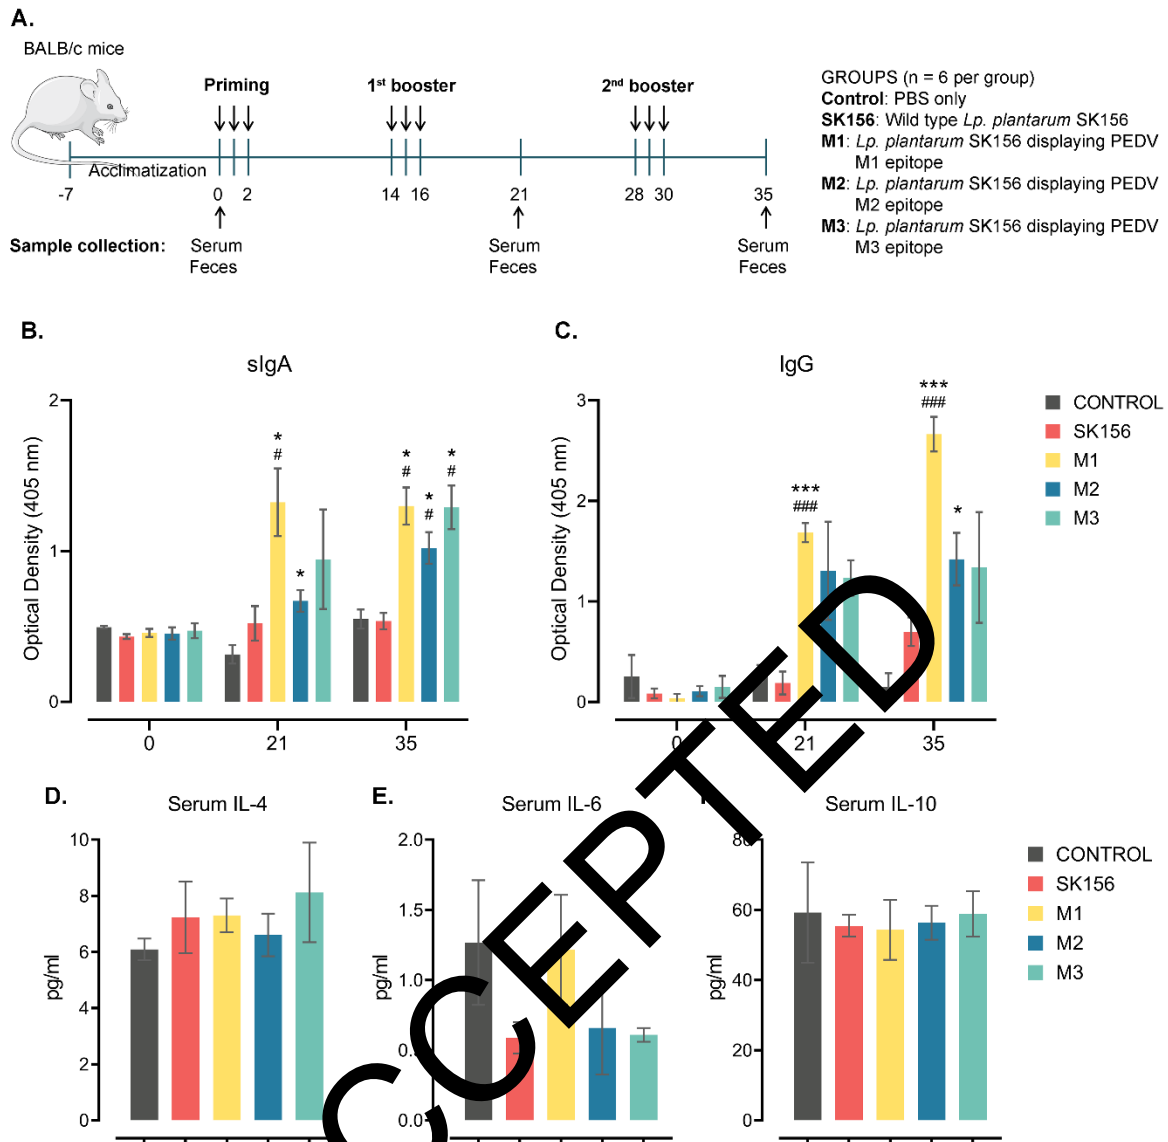 A.
BALB/c mice
Priming
1st booster
2nd booster
Acclimatization
-7
0
2
14
16
21
28
30
35
Sample collection:
Serum
Feces
Serum
Feces
Serum
Feces
GROUPS (n = 6 per group)
Control: PBS only
SK156: Wild type Lp. plantarum SK156
M1: Lp. plantarum SK156 displaying PEDV
M1 epitope
M2: Lp. plantarum SK156 displaying PEDV
M2 epitope
M3: Lp. plantarum SK156 displaying PEDV
M3 epitope
B.
sIgA
Optical Density (405 nm)
2
1
0
*
#
*
*
#
*
#
*
#
0
21
35
C.
IgG
Optical Density (405 nm)
3
2
1
0
***
###
***
###
*
0
21
35
CONTROL
SK156
M1
M2
M3
D.
Serum IL-4
pg/ml
10
8
6
4
2
0
E.
Serum IL-6
pg/ml
2.0
1.5
1.0
0.0
Serum IL-10
pg/ml
80
60
40
20
0
CONTROL
SK156
M1
M2
M3
CCEPTED